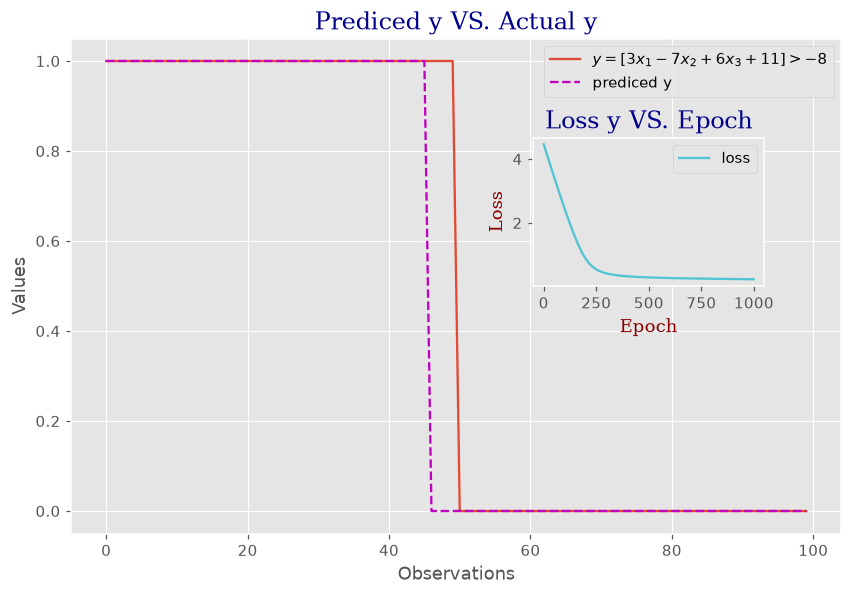 Prediced y VS. Actual y
1.0
0.8
0.6
0.4
0.2
0.0
Values
y = [3x₁ − 7x₂ + 6x₃ + 11] > −8
prediced y
Loss y VS. Epoch
4
2
Loss
loss
0 250 500 750 1000
Epoch
0 20 40 60 80 100
Observations